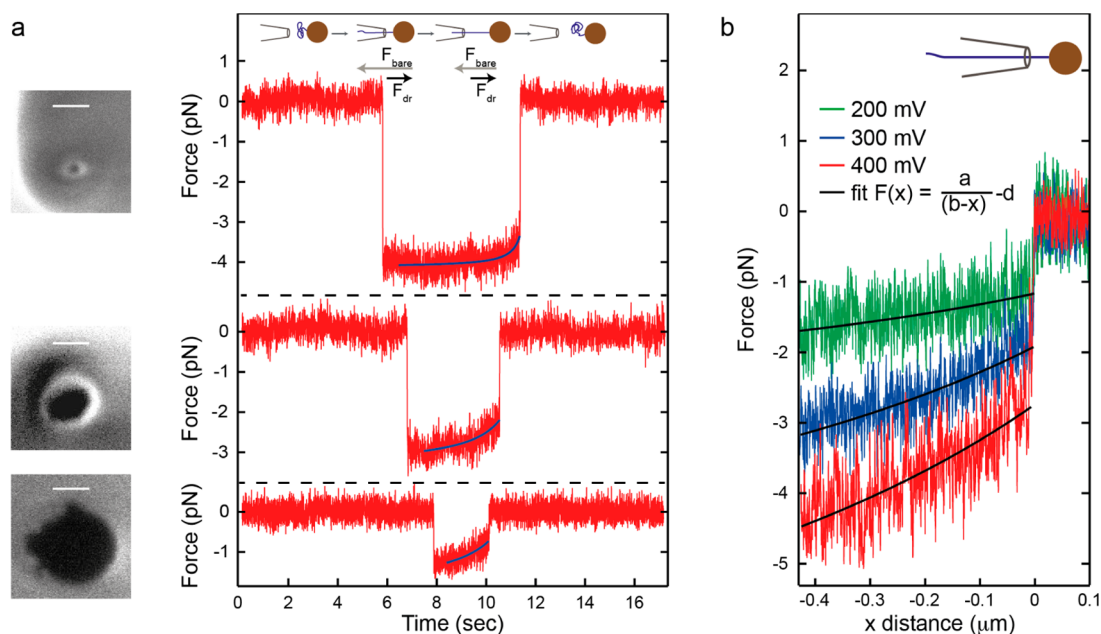 a
F_bare
F_bare
F_dr
F_dr
Force (pN)
1
0
-1
-2
-3
-4
Force (pN)
0
-1
-2
-3
Force (pN)
0
-1
0 2 4 6 8 10 12 14 16
Time (sec)
b
200 mV
300 mV
400 mV
fit F(x) = a/(b-x) -d
Force (pN)
2
1
0
-1
-2
-3
-4
-5
-0.4 -0.3 -0.2 -0.1 0 0.1
x distance (μm)